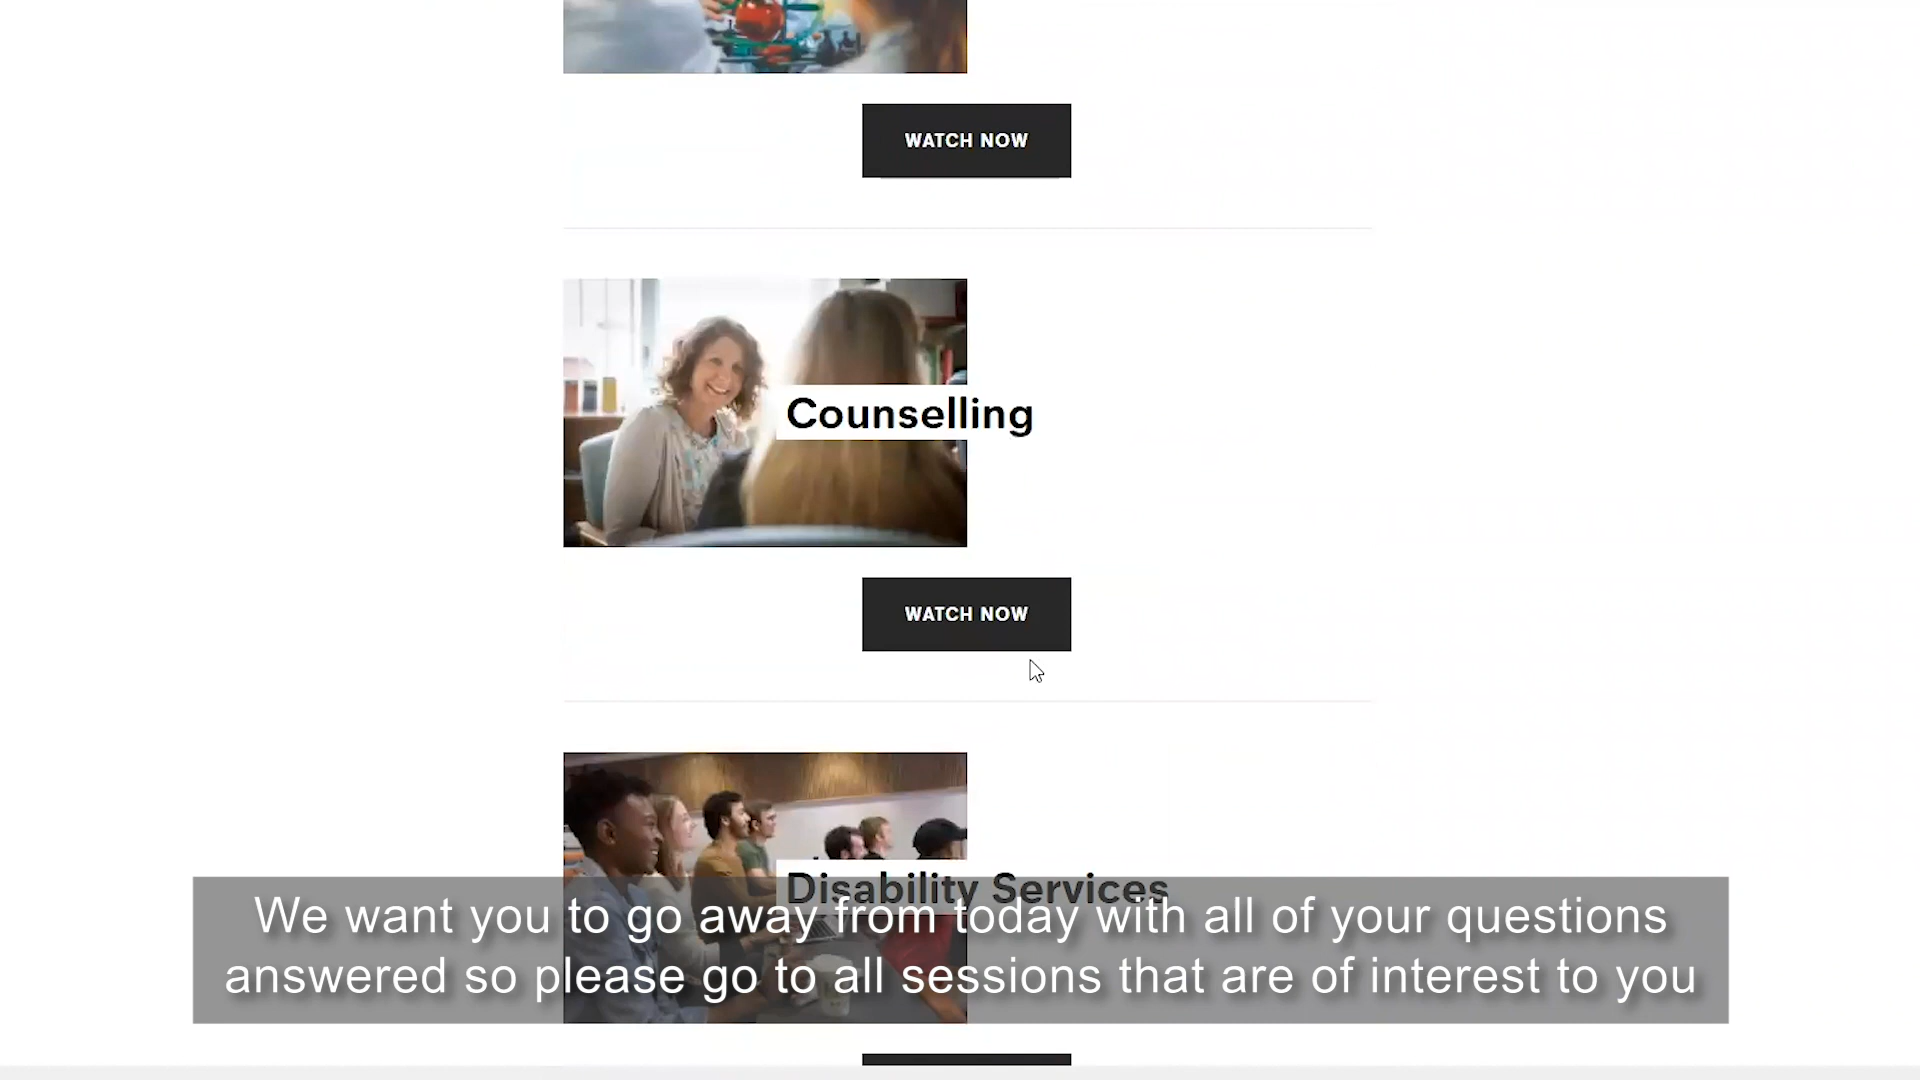 WATCH NOW
Counselling
WATCH NOW
Disability Services
We want you to go away from today with all of your questions
answered so please go to all sessions that are of interest to you